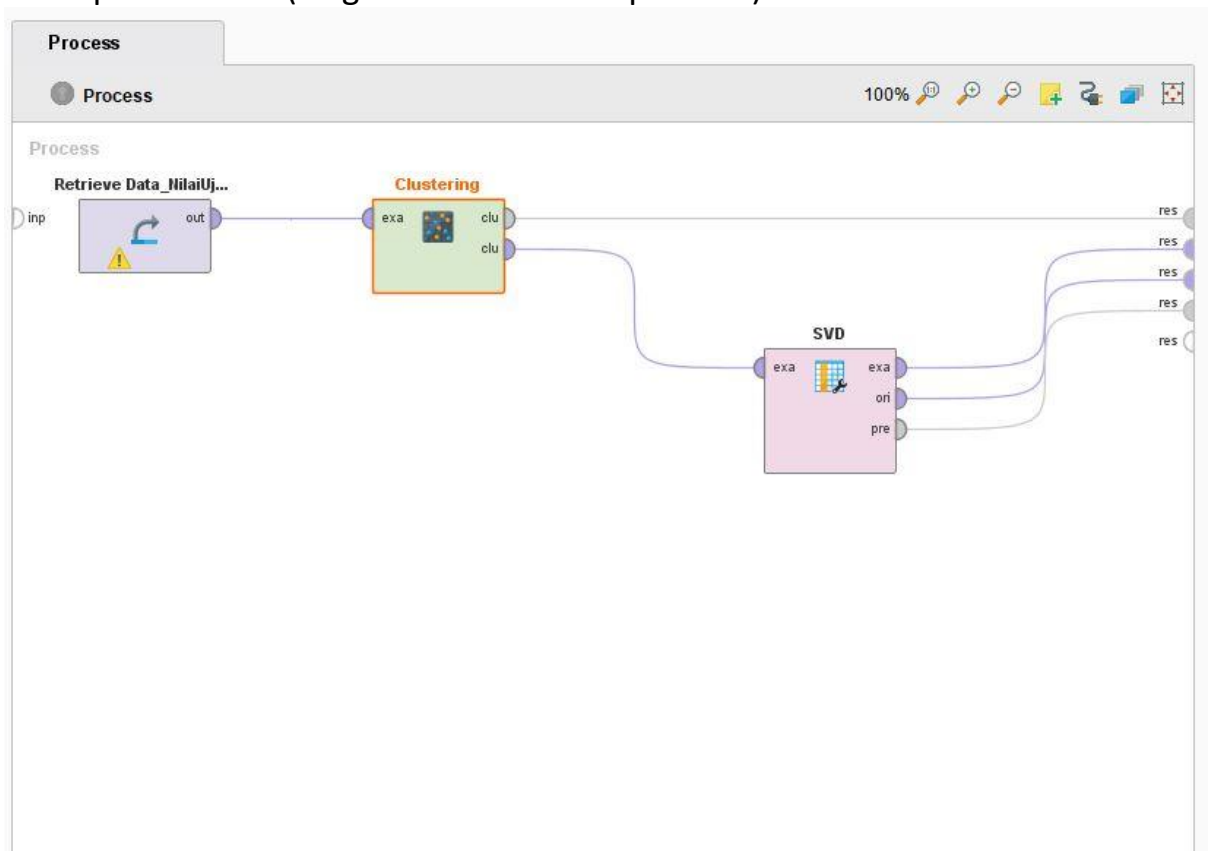 Process
Process
100%
Process
Retrieve Data_NilaiUj...
Clustering
inp
out
exa
clu
clu
res
res
res
res
res
SVD
exa
exa
ori
pre